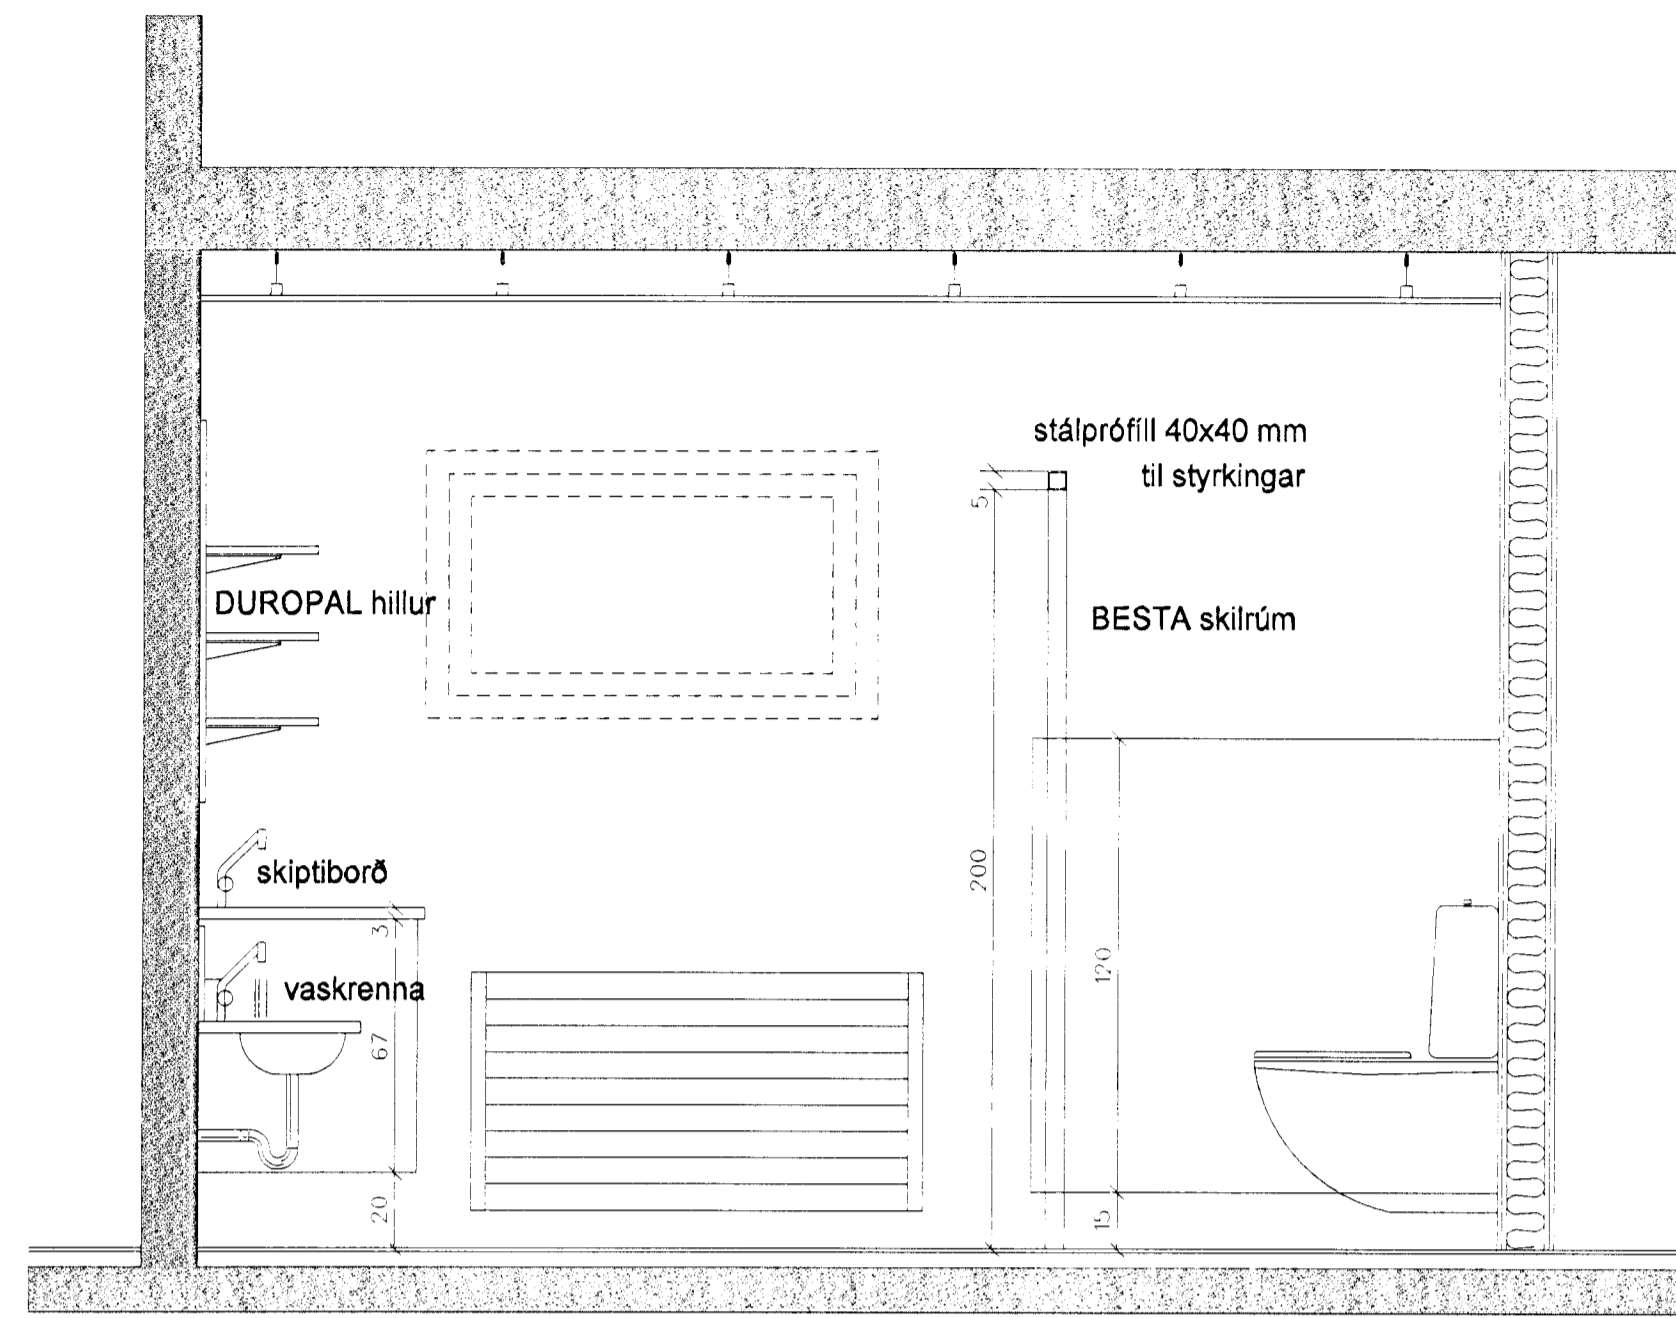 stálprófíll 40x40 mm
til styrkingar
5
DUROPAL hillur
BESTA skilrúm
skiptiborð
3
200
120
vaskrenna
67
20
15